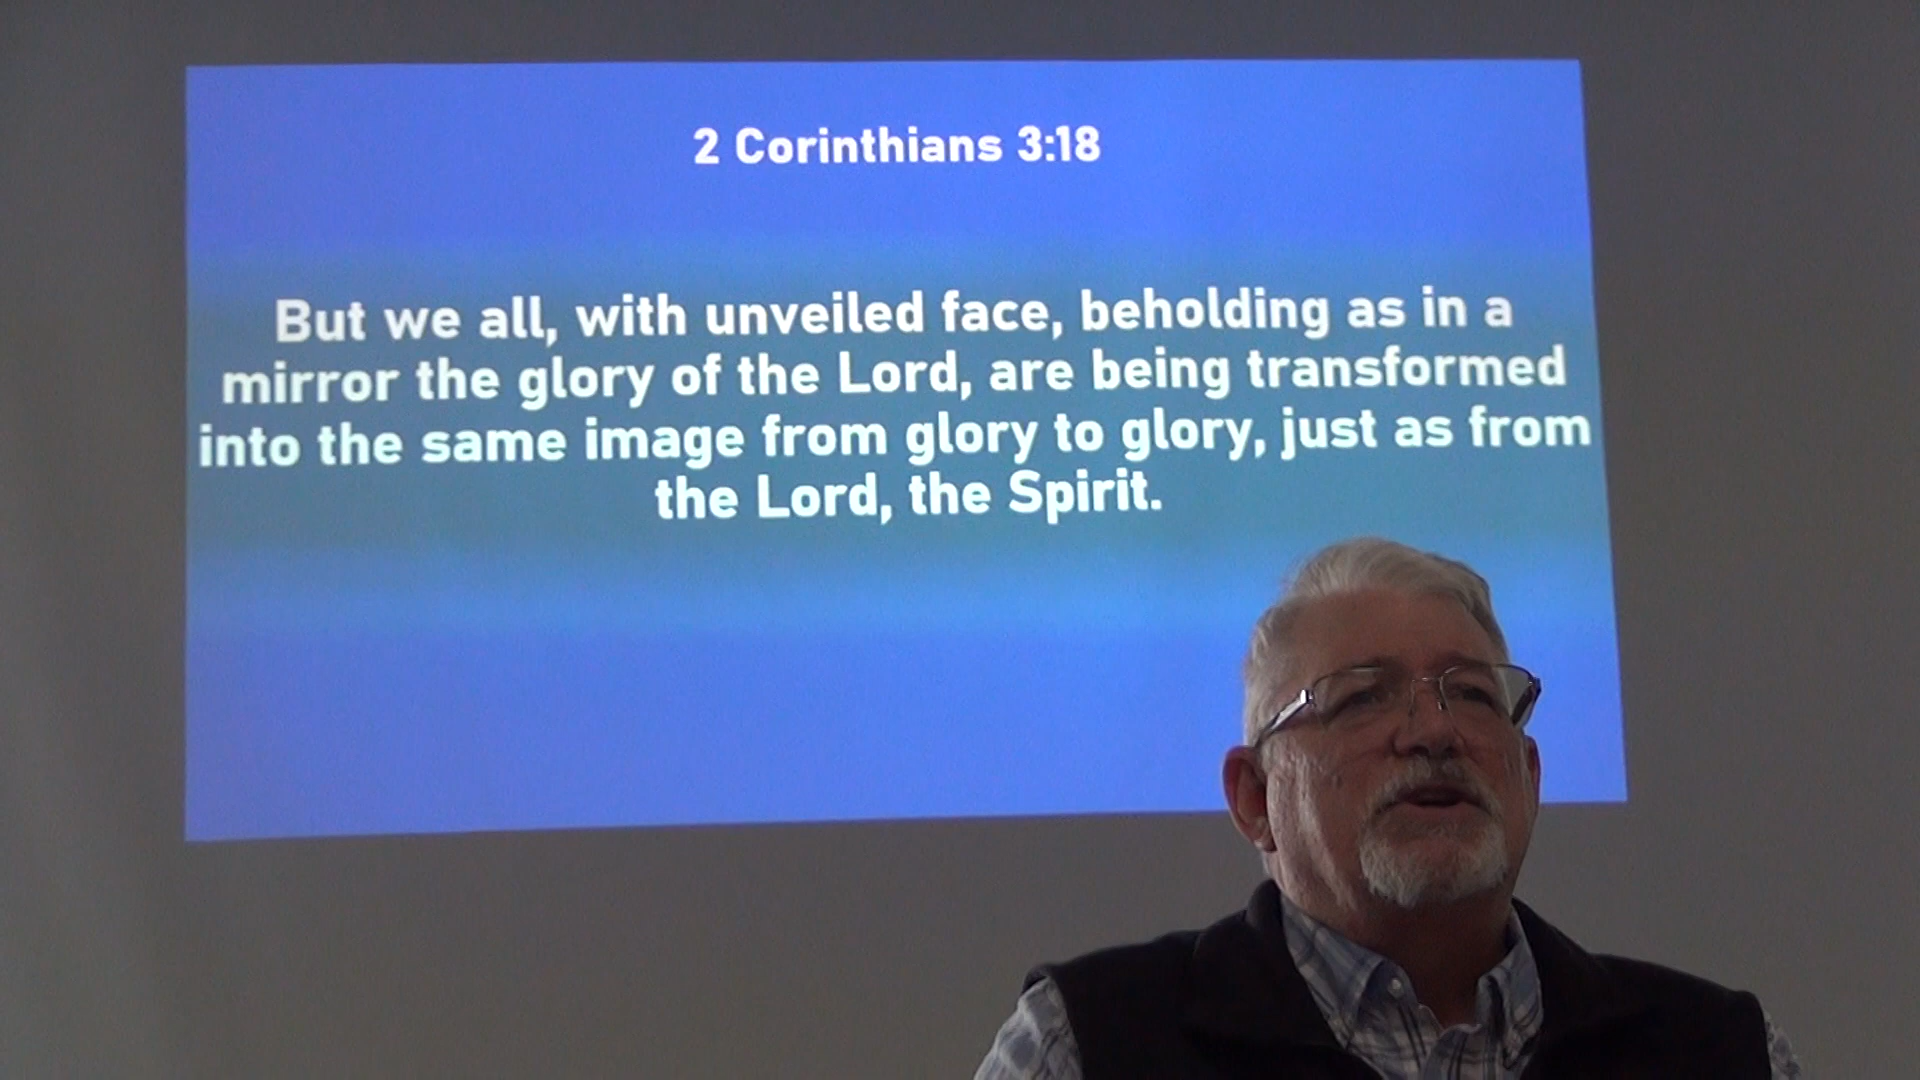 2 Corinthians 3:18
But we all, with unveiled face, beholding as in a
mirror the glory of the Lord, are being transformed
into the same image from glory to glory, just as from
the Lord, the Spirit.